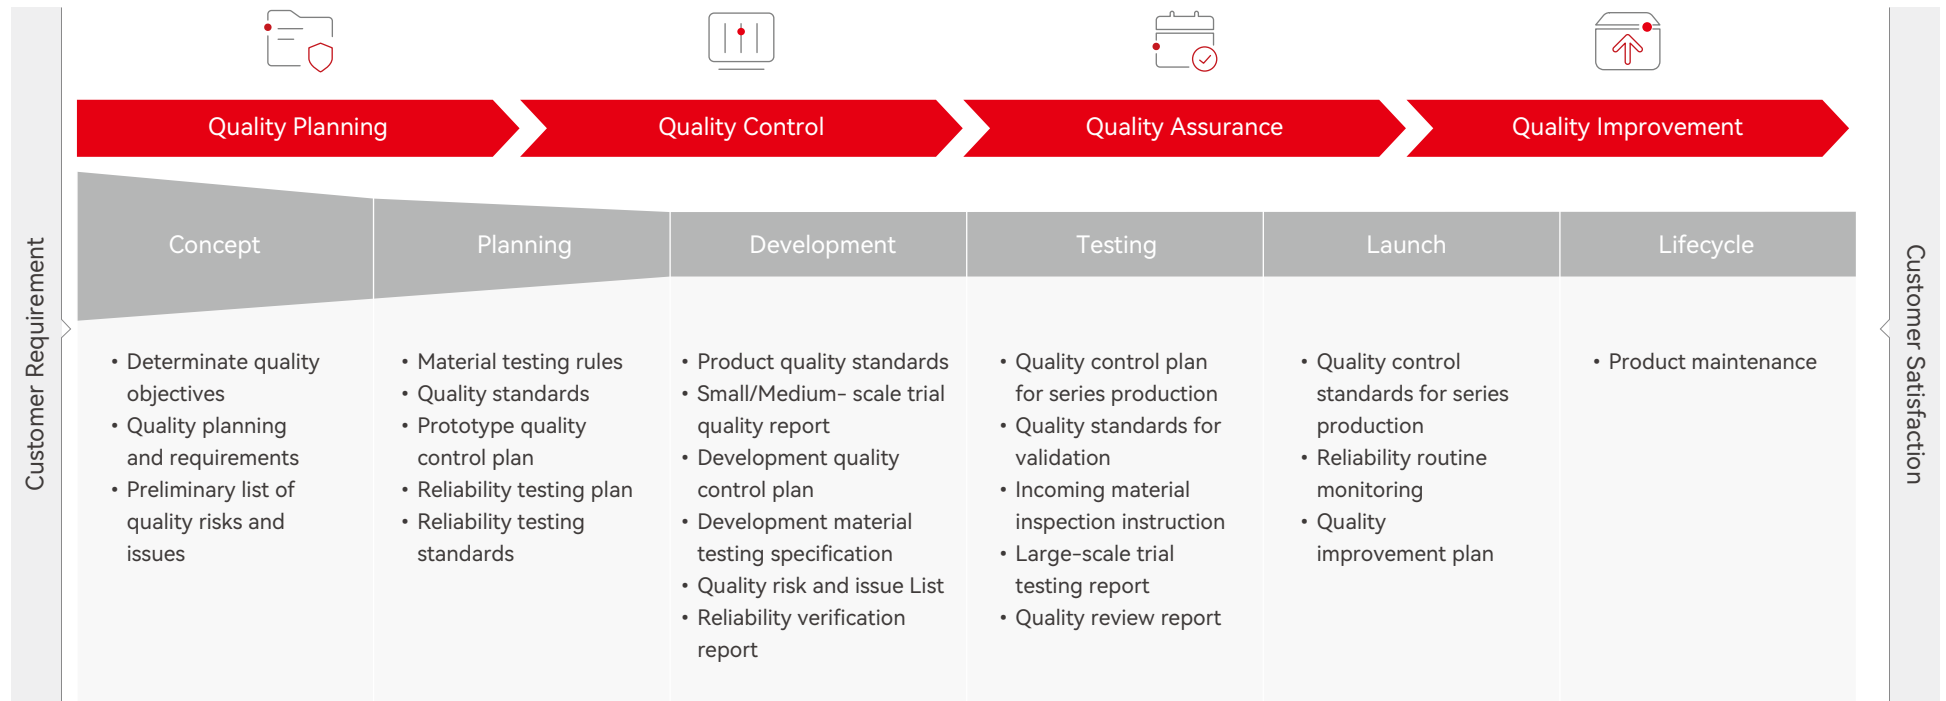 Customer Requirement
Quality Planning
Quality Control
Quality Assurance
Quality Improvement
Concept
Planning
Development
Testing
Launch
Lifecycle
• Determinate quality
objectives
• Quality planning
and requirements
• Preliminary list of
quality risks and
issues
• Material testing rules
• Quality standards
• Prototype quality
control plan
• Reliability testing plan
• Reliability testing
standards
• Product quality standards
• Small/Medium- scale trial
quality report
• Development quality
control plan
• Development material
testing specification
• Quality risk and issue List
• Reliability verification
report
• Quality control plan
for series production
• Quality standards for
validation
• Incoming material
inspection instruction
• Large-scale trial
testing report
• Quality review report
• Quality control
standards for series
production
• Reliability routine
monitoring
• Quality
improvement plan
• Product maintenance
Customer Satisfaction